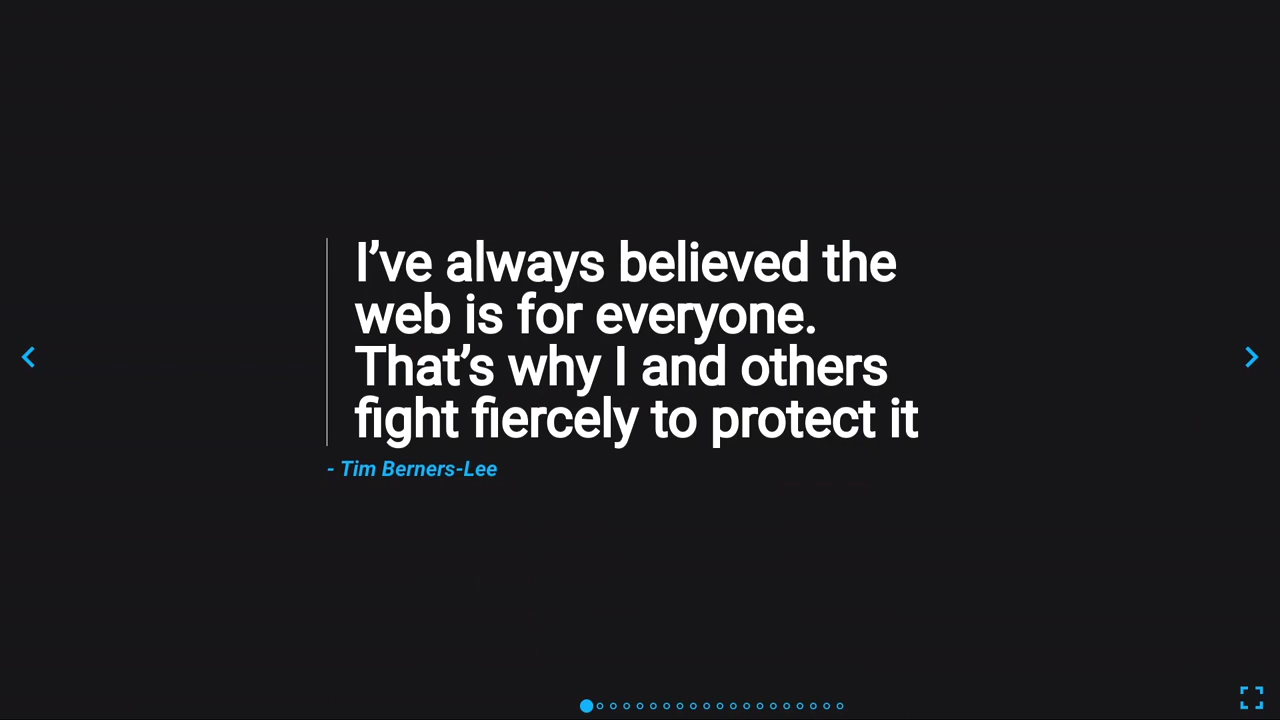 I’ve always believed the
web is for everyone.
That’s why I and others
fight fiercely to protect it
- Tim Berners-Lee